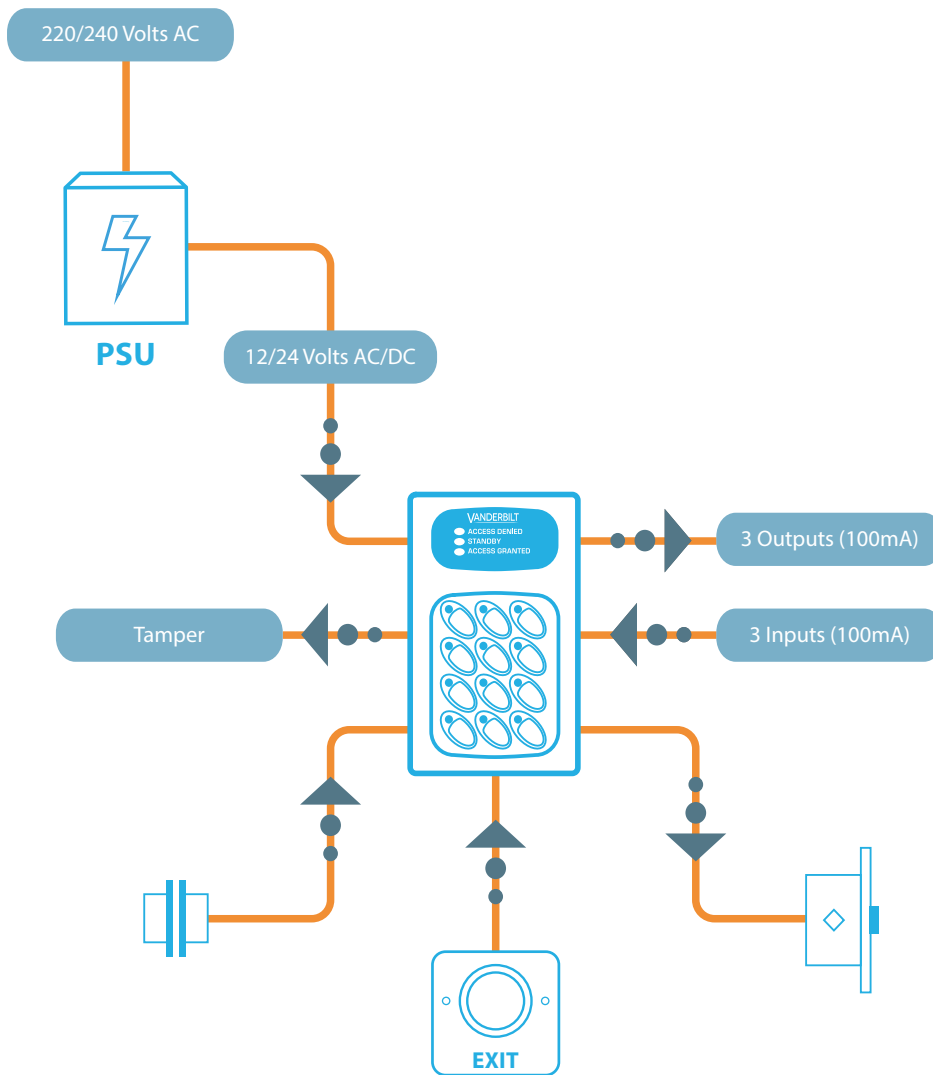 220/240 Volts AC
PSU
12/24 Volts AC/DC
VANDERBILT
ACCESS DENIED
STANDBY
ACCESS GRANTED
3 Outputs (100mA)
Tamper
3 Inputs (100mA)
EXIT